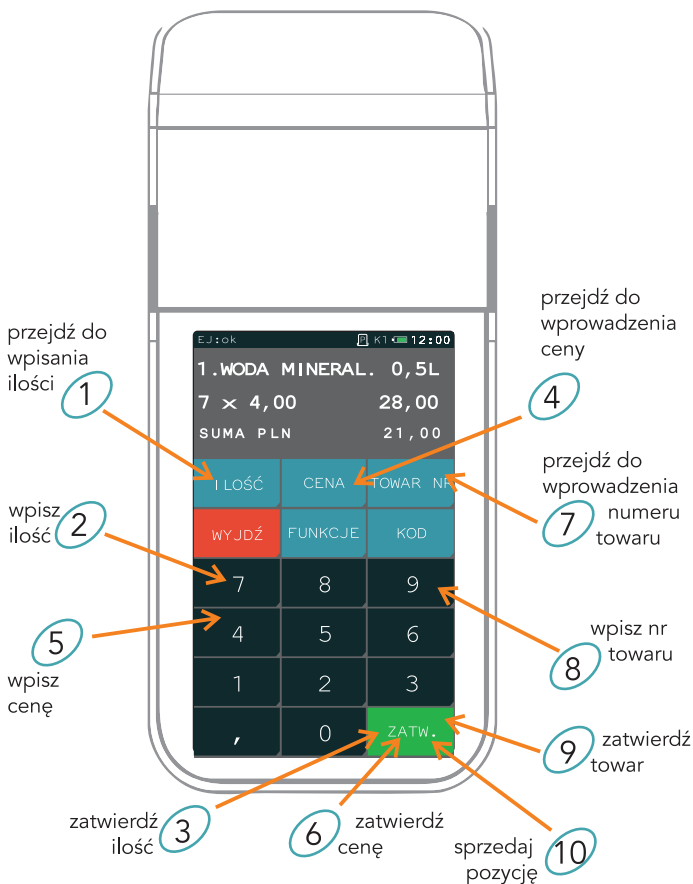 przejdź do
wprowadzenia
ceny
4
przejdź do
wpisania
ilości
1
EJ:ok P K1 12:00
1.WODA MINERAL. 0,5L
7 x 4,00 28,00
SUMA PLN 21,00
ILOŚĆ CENA TOWAR NR
WYJDŹ FUNKCJE KOD
7 8 9
4 5 6
1 2 3
, 0 ZATW.
przejdź do
wprowadzenia
numeru
towaru
7
wpisz
ilość
2
5
wpisz
cenę
wpisz nr
towaru
8
zatwierdź
towar
9
zatwierdź
ilość
3
6
zatwierdź
cenę
sprzedaj
pozycję
10